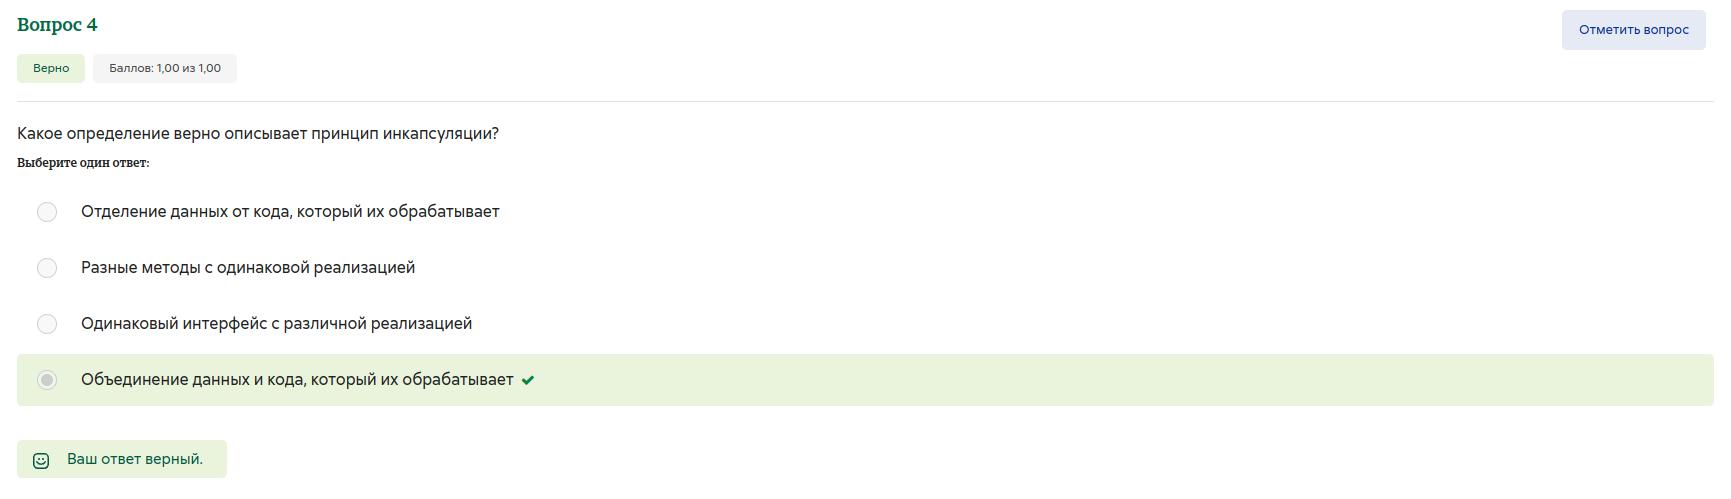 Вопрос 4
Отметить вопрос
Верно
Баллов: 1,00 из 1,00
Какое определение верно описывает принцип инкапсуляции?
Выберите один ответ:
Отделение данных от кода, который их обрабатывает
Разные методы с одинаковой реализацией
Одинаковый интерфейс с различной реализацией
Объединение данных и кода, который их обрабатывает
Ваш ответ верный.